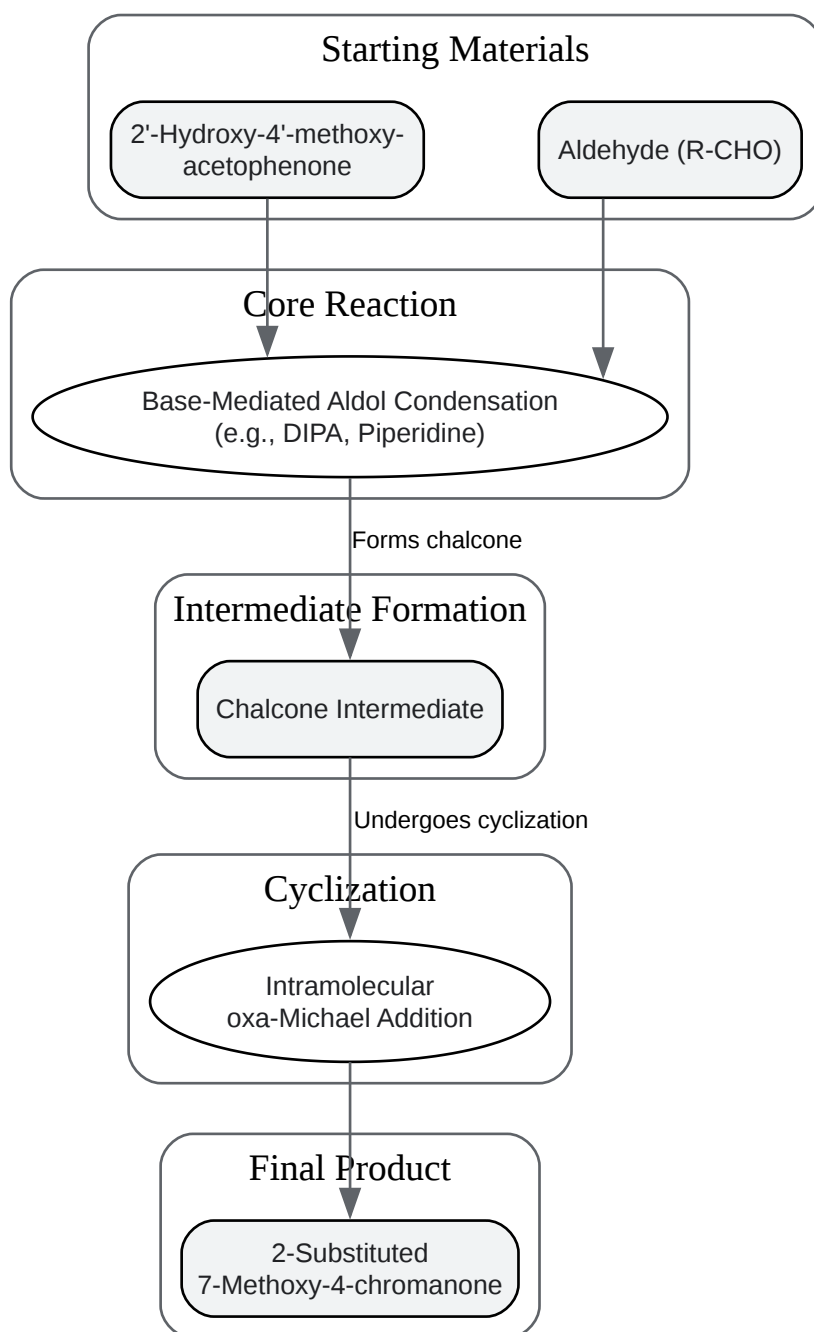 Starting Materials
2'-Hydroxy-4'-methoxy-
acetophenone
Aldehyde (R-CHO)
Core Reaction
Base-Mediated Aldol Condensation
(e.g., DIPA, Piperidine)
Forms chalcone
Intermediate Formation
Chalcone Intermediate
Undergoes cyclization
Cyclization
Intramolecular
oxa-Michael Addition
Final Product
2-Substituted
7-Methoxy-4-chromanone